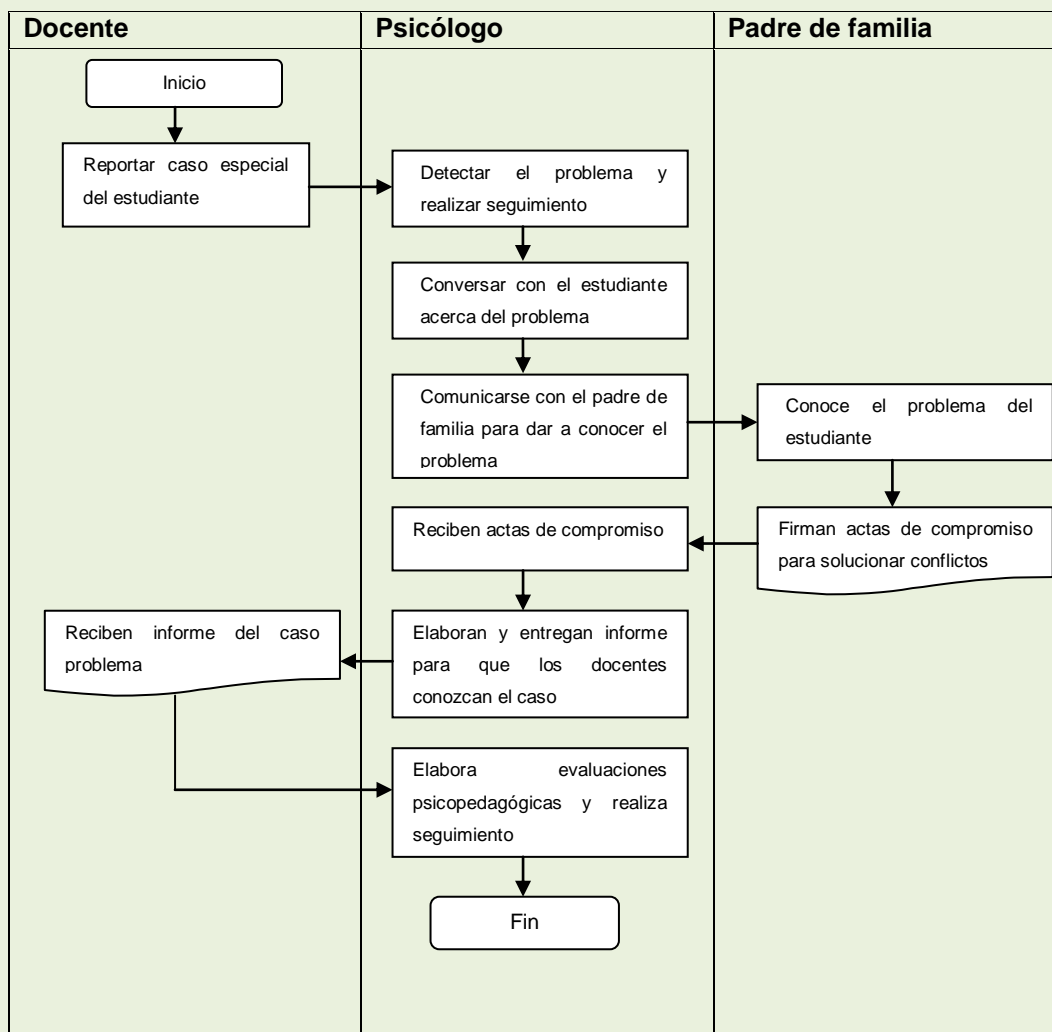 Docente
Psicólogo
Padre de familia
Inicio
Reportar caso especial
del estudiante
Detectar el problema y
realizar seguimiento
Conversar con el estudiante
acerca del problema
Comunicarse con el padre de
familia para dar a conocer el
problema
Conoce el problema del
estudiante
Firman actas de compromiso
para solucionar conflictos
Reciben actas de compromiso
Elaboran y entregan informe
para que los docentes
conozcan el caso
Reciben informe del caso
problema
Elabora evaluaciones
psicopedagógicas y realiza
seguimiento
Fin